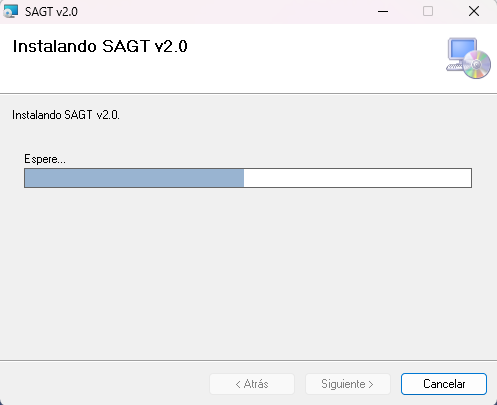 SAGT v2.0
Instalando SAGT v2.0
Instalando SAGT v2.0.
Espere...
< Atrás
Siguiente >
Cancelar